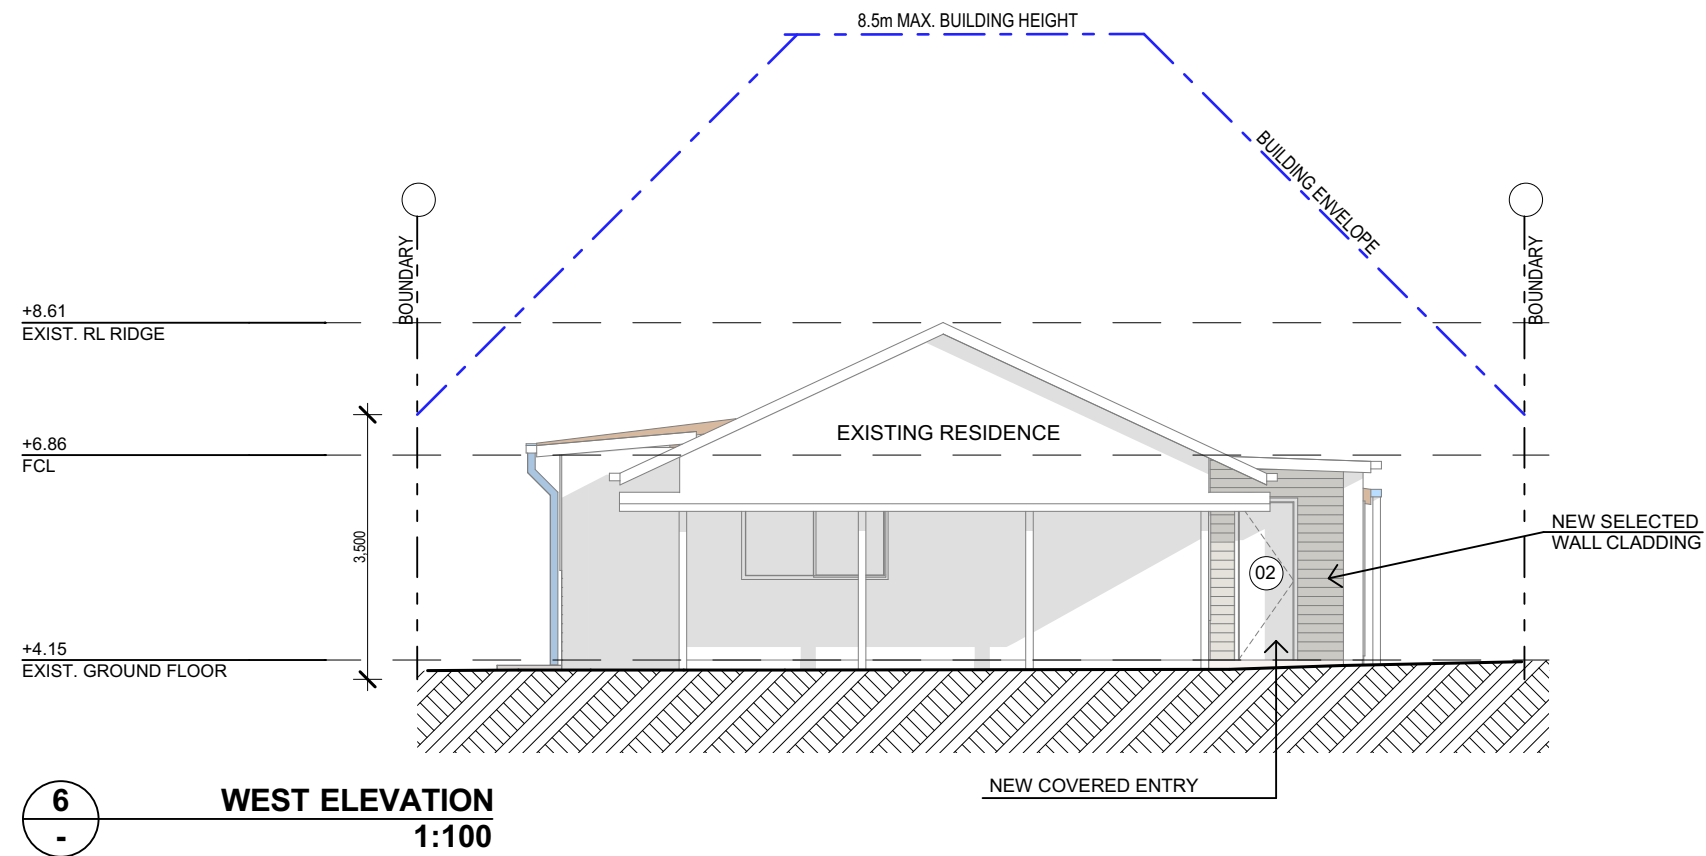 8.5m MAX. BUILDING HEIGHT
BUILDING ENVELOPE
BOUNDARY
BOUNDARY
+8.61
EXIST. RL RIDGE
+6.86
FCL
EXISTING RESIDENCE
3,500
NEW SELECTED
WALL CLADDING
02
+4.15
EXIST. GROUND FLOOR
NEW COVERED ENTRY
6
-
WEST ELEVATION
1:100